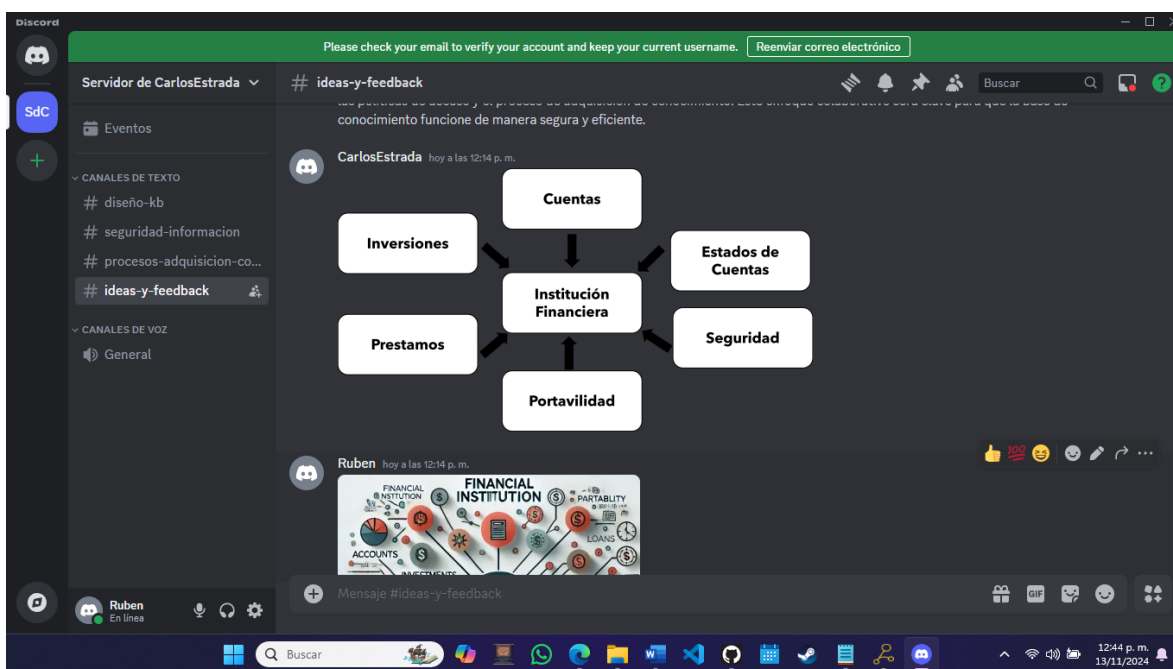 Discord
Please check your email to verify your account and keep your current username. Reenviar correo electrónico
Servidor de CarlosEstrada
ideas-y-feedback
Buscar
SdC
Eventos
CANALES DE TEXTO
# diseño-kb
# seguridad-informacion
# procesos-adquisicion-co...
# ideas-y-feedback
CANALES DE VOZ
General
conocimiento funcione de manera segura y eficiente.
CarlosEstrada hoy a las 12:14 p. m.
Cuentas
Inversiones
Estados de
Cuentas
Institución
Financiera
Prestamos
Seguridad
Portavilidad
Ruben hoy a las 12:14 p. m.
FINANCIAL
INSTITUTION
FINANCIAL
INSTTUTION
PARTABLITY
LOANS
ACCOUNTS
Mensaje #ideas-y-feedback
GIF
Ruben
En línea
Buscar
12:44 p. m.
13/11/2024